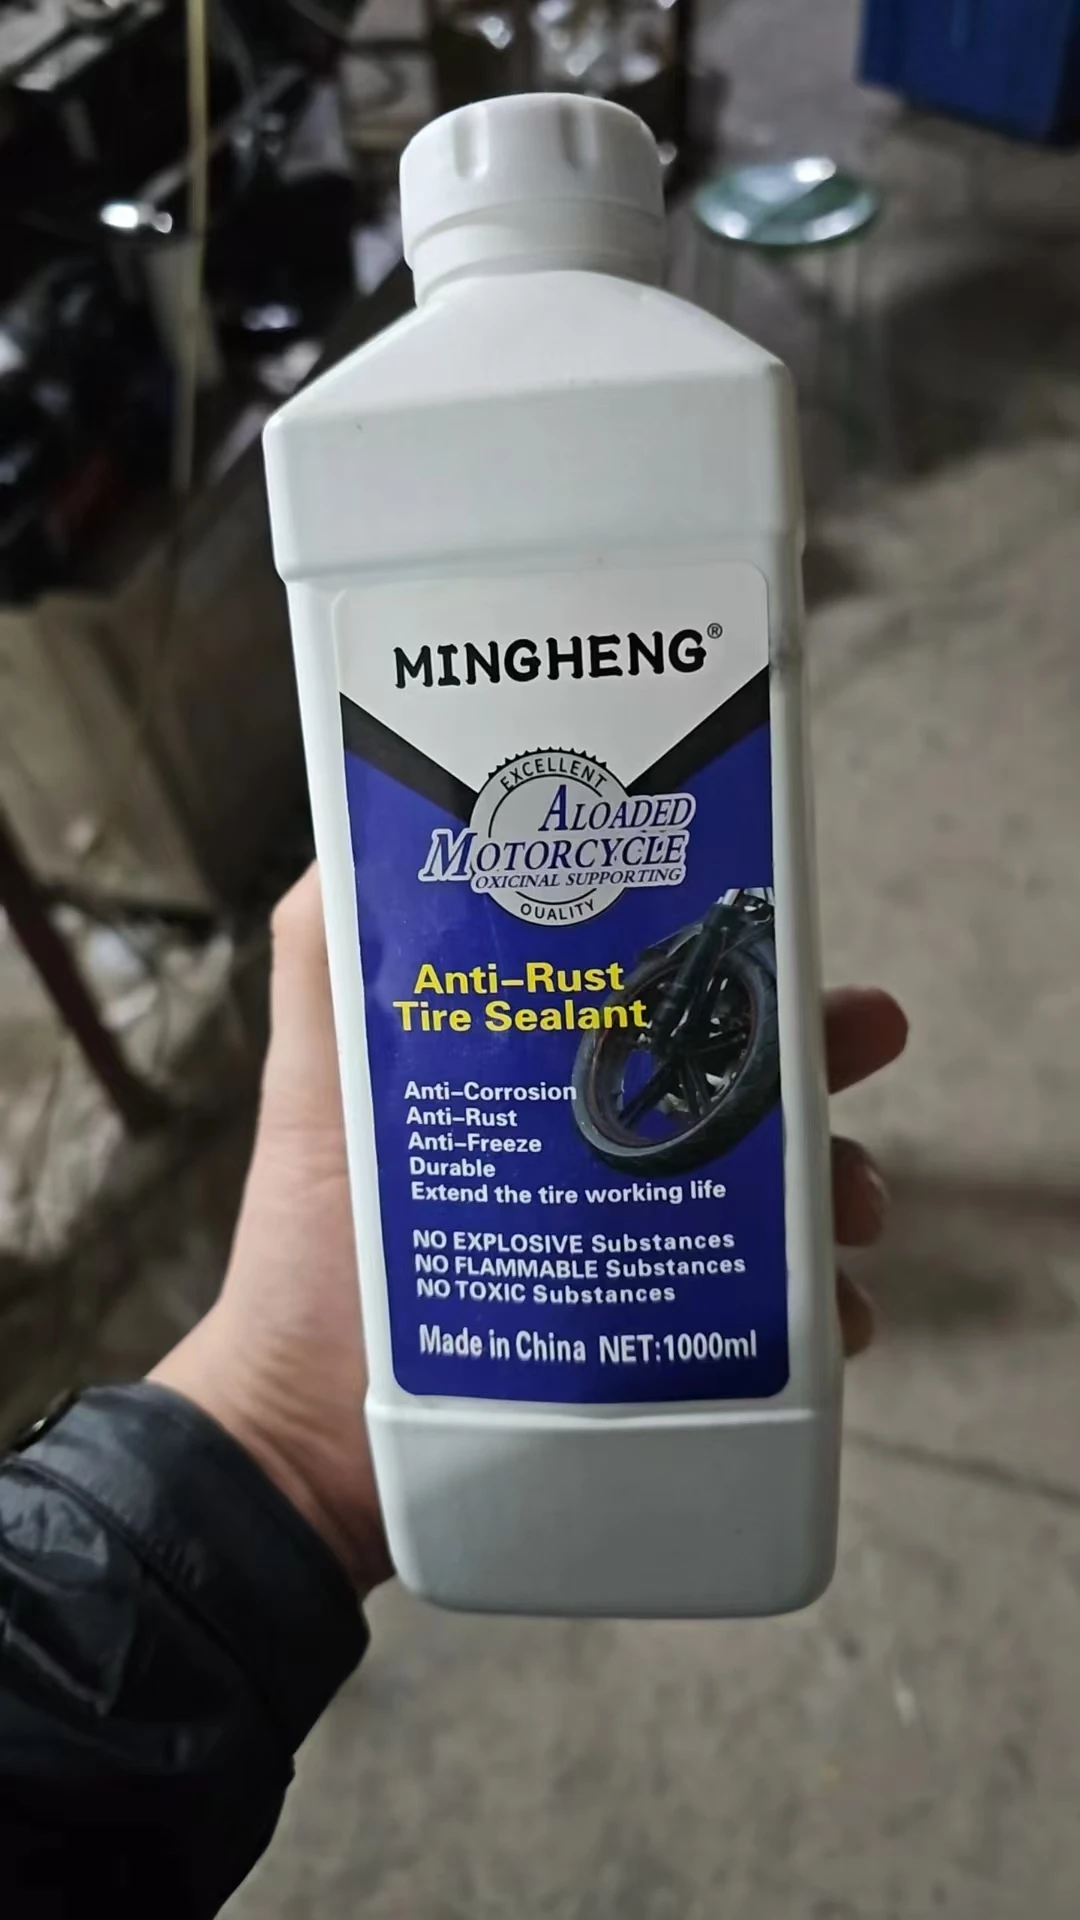 MINGHENG®
EXCELLENT
ALOADED
MOTORCYCLE
OXICINAL SUPPORTING
QUALITY
Anti-Rust
Tire Sealant
Anti-Corrosion
Anti-Rust
Anti-Freeze
Durable
Extend the tire working life
NO EXPLOSIVE Substances
NO FLAMMABLE Substances
NO TOXIC Substances
Made in China NET:1000ml